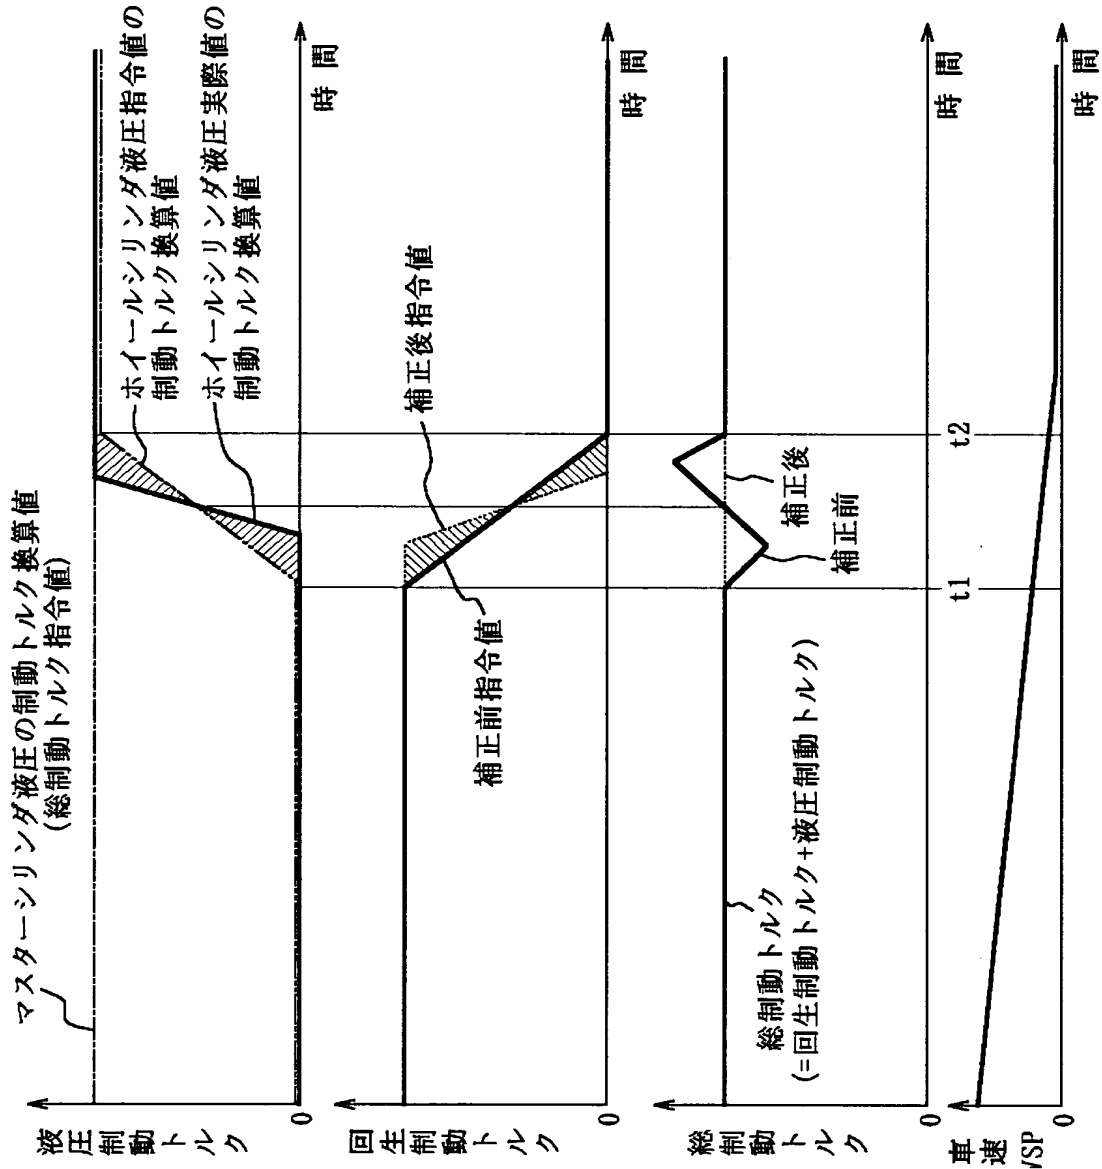 マスターシリンダ液圧の制動トルク換算値
(総制動トルク指令値)
ホイールシリンダ液圧指令値の
制動トルク換算値
ホイールシリンダ液圧実際値の
制動トルク換算値
液圧制動トルク
0
時間
補正前指令値
補正後指令値
回生制動トルク
0
時間
総制動トルク
(=回生制動トルク+液圧制動トルク)
補正後
補正前
総制動トルク
0
時間
t1
t2
車速
VSP
0
時間